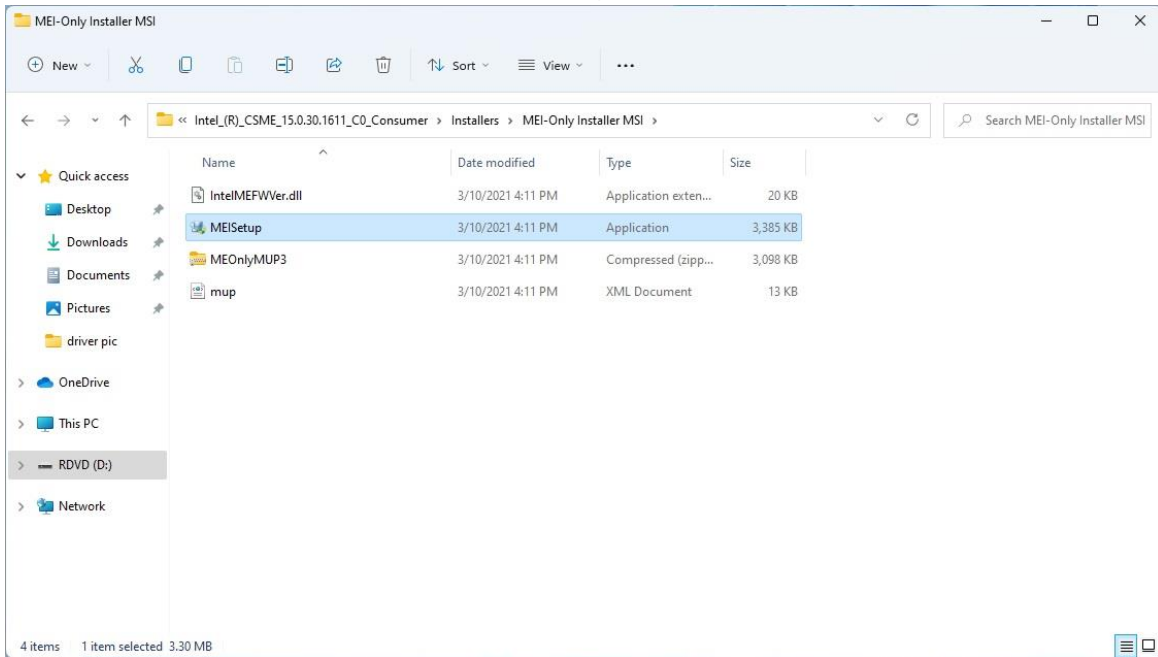 MEI-Only Installer MSI
New
Sort
View
« Intel_(R)_CSME_15.0.30.1611_C0_Consumer > Installers > MEI-Only Installer MSI >
Search MEI-Only Installer MSI
Name Date modified Type Size
Quick access
Desktop
Downloads
Documents
Pictures
driver pic
OneDrive
This PC
RDVD (D:)
Network
IntelMEFWVer.dll 3/10/2021 4:11 PM Application exten... 20 KB
MEISetup 3/10/2021 4:11 PM Application 3,385 KB
MEOnlyMUP3 3/10/2021 4:11 PM Compressed (zipp... 3,098 KB
mup 3/10/2021 4:11 PM XML Document 13 KB
4 items 1 item selected 3.30 MB